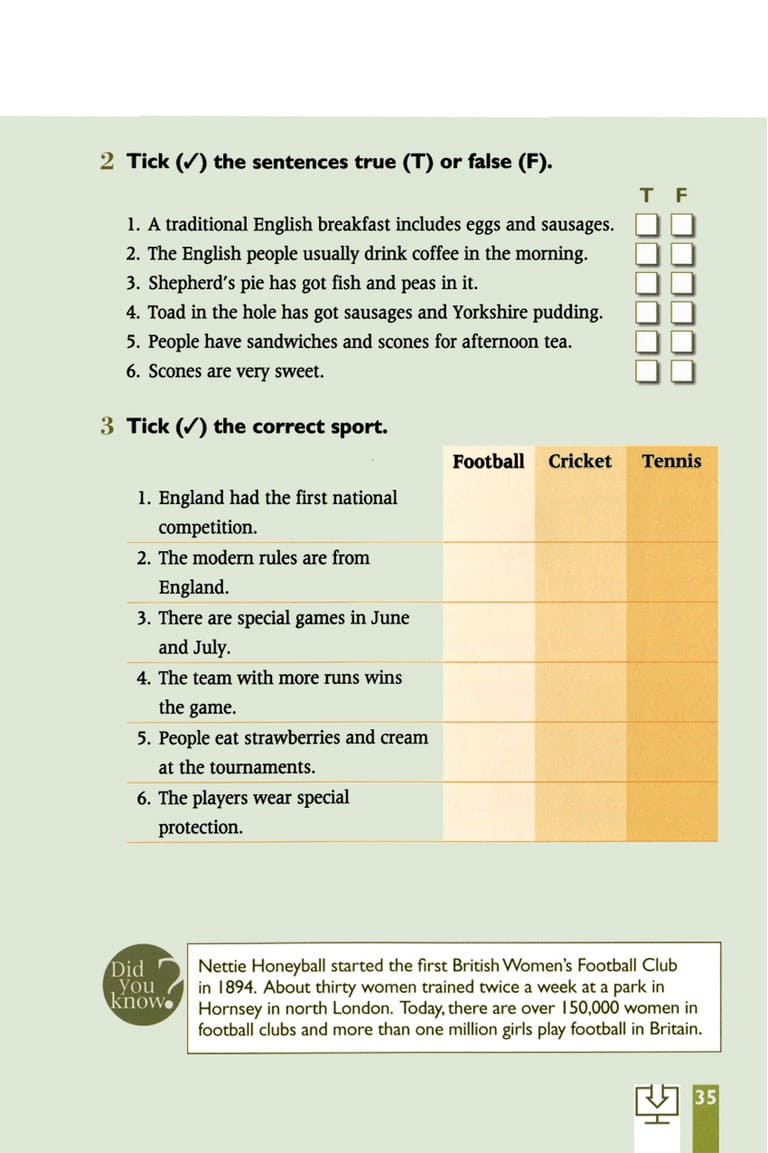 2 Tick (✓) the sentences true (T) or false (F).
T F
1. A traditional English breakfast includes eggs and sausages.
2. The English people usually drink coffee in the morning.
3. Shepherd's pie has got fish and peas in it.
4. Toad in the hole has got sausages and Yorkshire pudding.
5. People have sandwiches and scones for afternoon tea.
6. Scones are very sweet.
3 Tick (✓) the correct sport.
Football Cricket Tennis
1. England had the first national
competition.
2. The modern rules are from
England.
3. There are special games in June
and July.
4. The team with more runs wins
the game.
5. People eat strawberries and cream
at the tournaments.
6. The players wear special
protection.
Did
you
know?
Nettie Honeyball started the first British Women's Football Club
in 1894. About thirty women trained twice a week at a park in
Hornsey in north London. Today, there are over 150,000 women in
football clubs and more than one million girls play football in Britain.
35